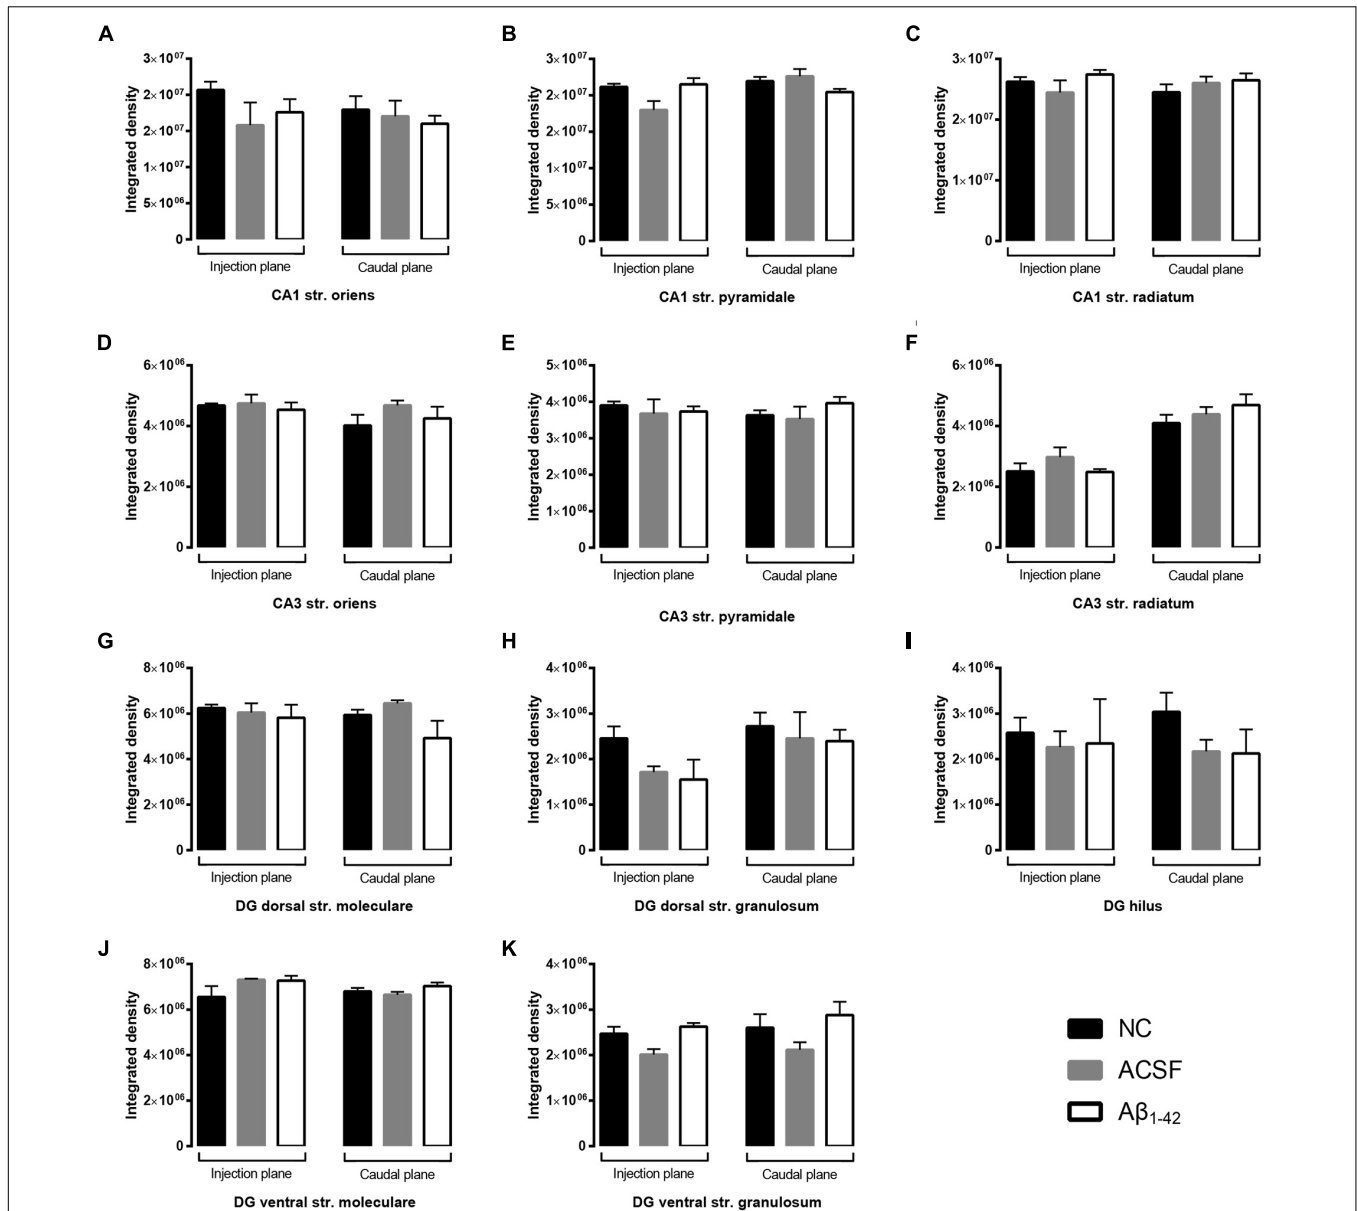 A
Integrated density
3×10⁰⁷
2×10⁰⁷
2×10⁰⁷
1×10⁰⁷
5×10⁰⁶
0
Injection plane
Caudal plane
CA1 str. oriens
B
Integrated density
3×10⁰⁷
2×10⁰⁷
2×10⁰⁷
1×10⁰⁷
5×10⁰⁶
0
Injection plane
Caudal plane
CA1 str. pyramidale
C
Integrated density
3×10⁰⁷
2×10⁰⁷
1×10⁰⁷
0
Injection plane
Caudal plane
CA1 str. radiatum
D
Integrated density
6×10⁰⁶
4×10⁰⁶
2×10⁰⁶
0
Injection plane
Caudal plane
CA3 str. oriens
E
Integrated density
5×10⁰⁶
4×10⁰⁶
3×10⁰⁶
2×10⁰⁶
1×10⁰⁶
0
Injection plane
Caudal plane
CA3 str. pyramidale
F
Integrated density
6×10⁰⁶
4×10⁰⁶
2×10⁰⁶
0
Injection plane
Caudal plane
CA3 str. radiatum
G
Integrated density
8×10⁰⁶
6×10⁰⁶
4×10⁰⁶
2×10⁰⁶
0
Injection plane
Caudal plane
DG dorsal str. moleculare
H
Integrated density
4×10⁰⁶
3×10⁰⁶
2×10⁰⁶
1×10⁰⁶
0
Injection plane
Caudal plane
DG dorsal str. granulosum
I
Integrated density
4×10⁰⁶
3×10⁰⁶
2×10⁰⁶
1×10⁰⁶
0
Injection plane
Caudal plane
DG hilus
J
Integrated density
8×10⁰⁶
6×10⁰⁶
4×10⁰⁶
2×10⁰⁶
0
Injection plane
Caudal plane
DG ventral str. moleculare
K
Integrated density
4×10⁰⁶
3×10⁰⁶
2×10⁰⁶
1×10⁰⁶
0
Injection plane
Caudal plane
DG ventral str. granulosum
NC
ACSF
Aβ₁₋₄₂